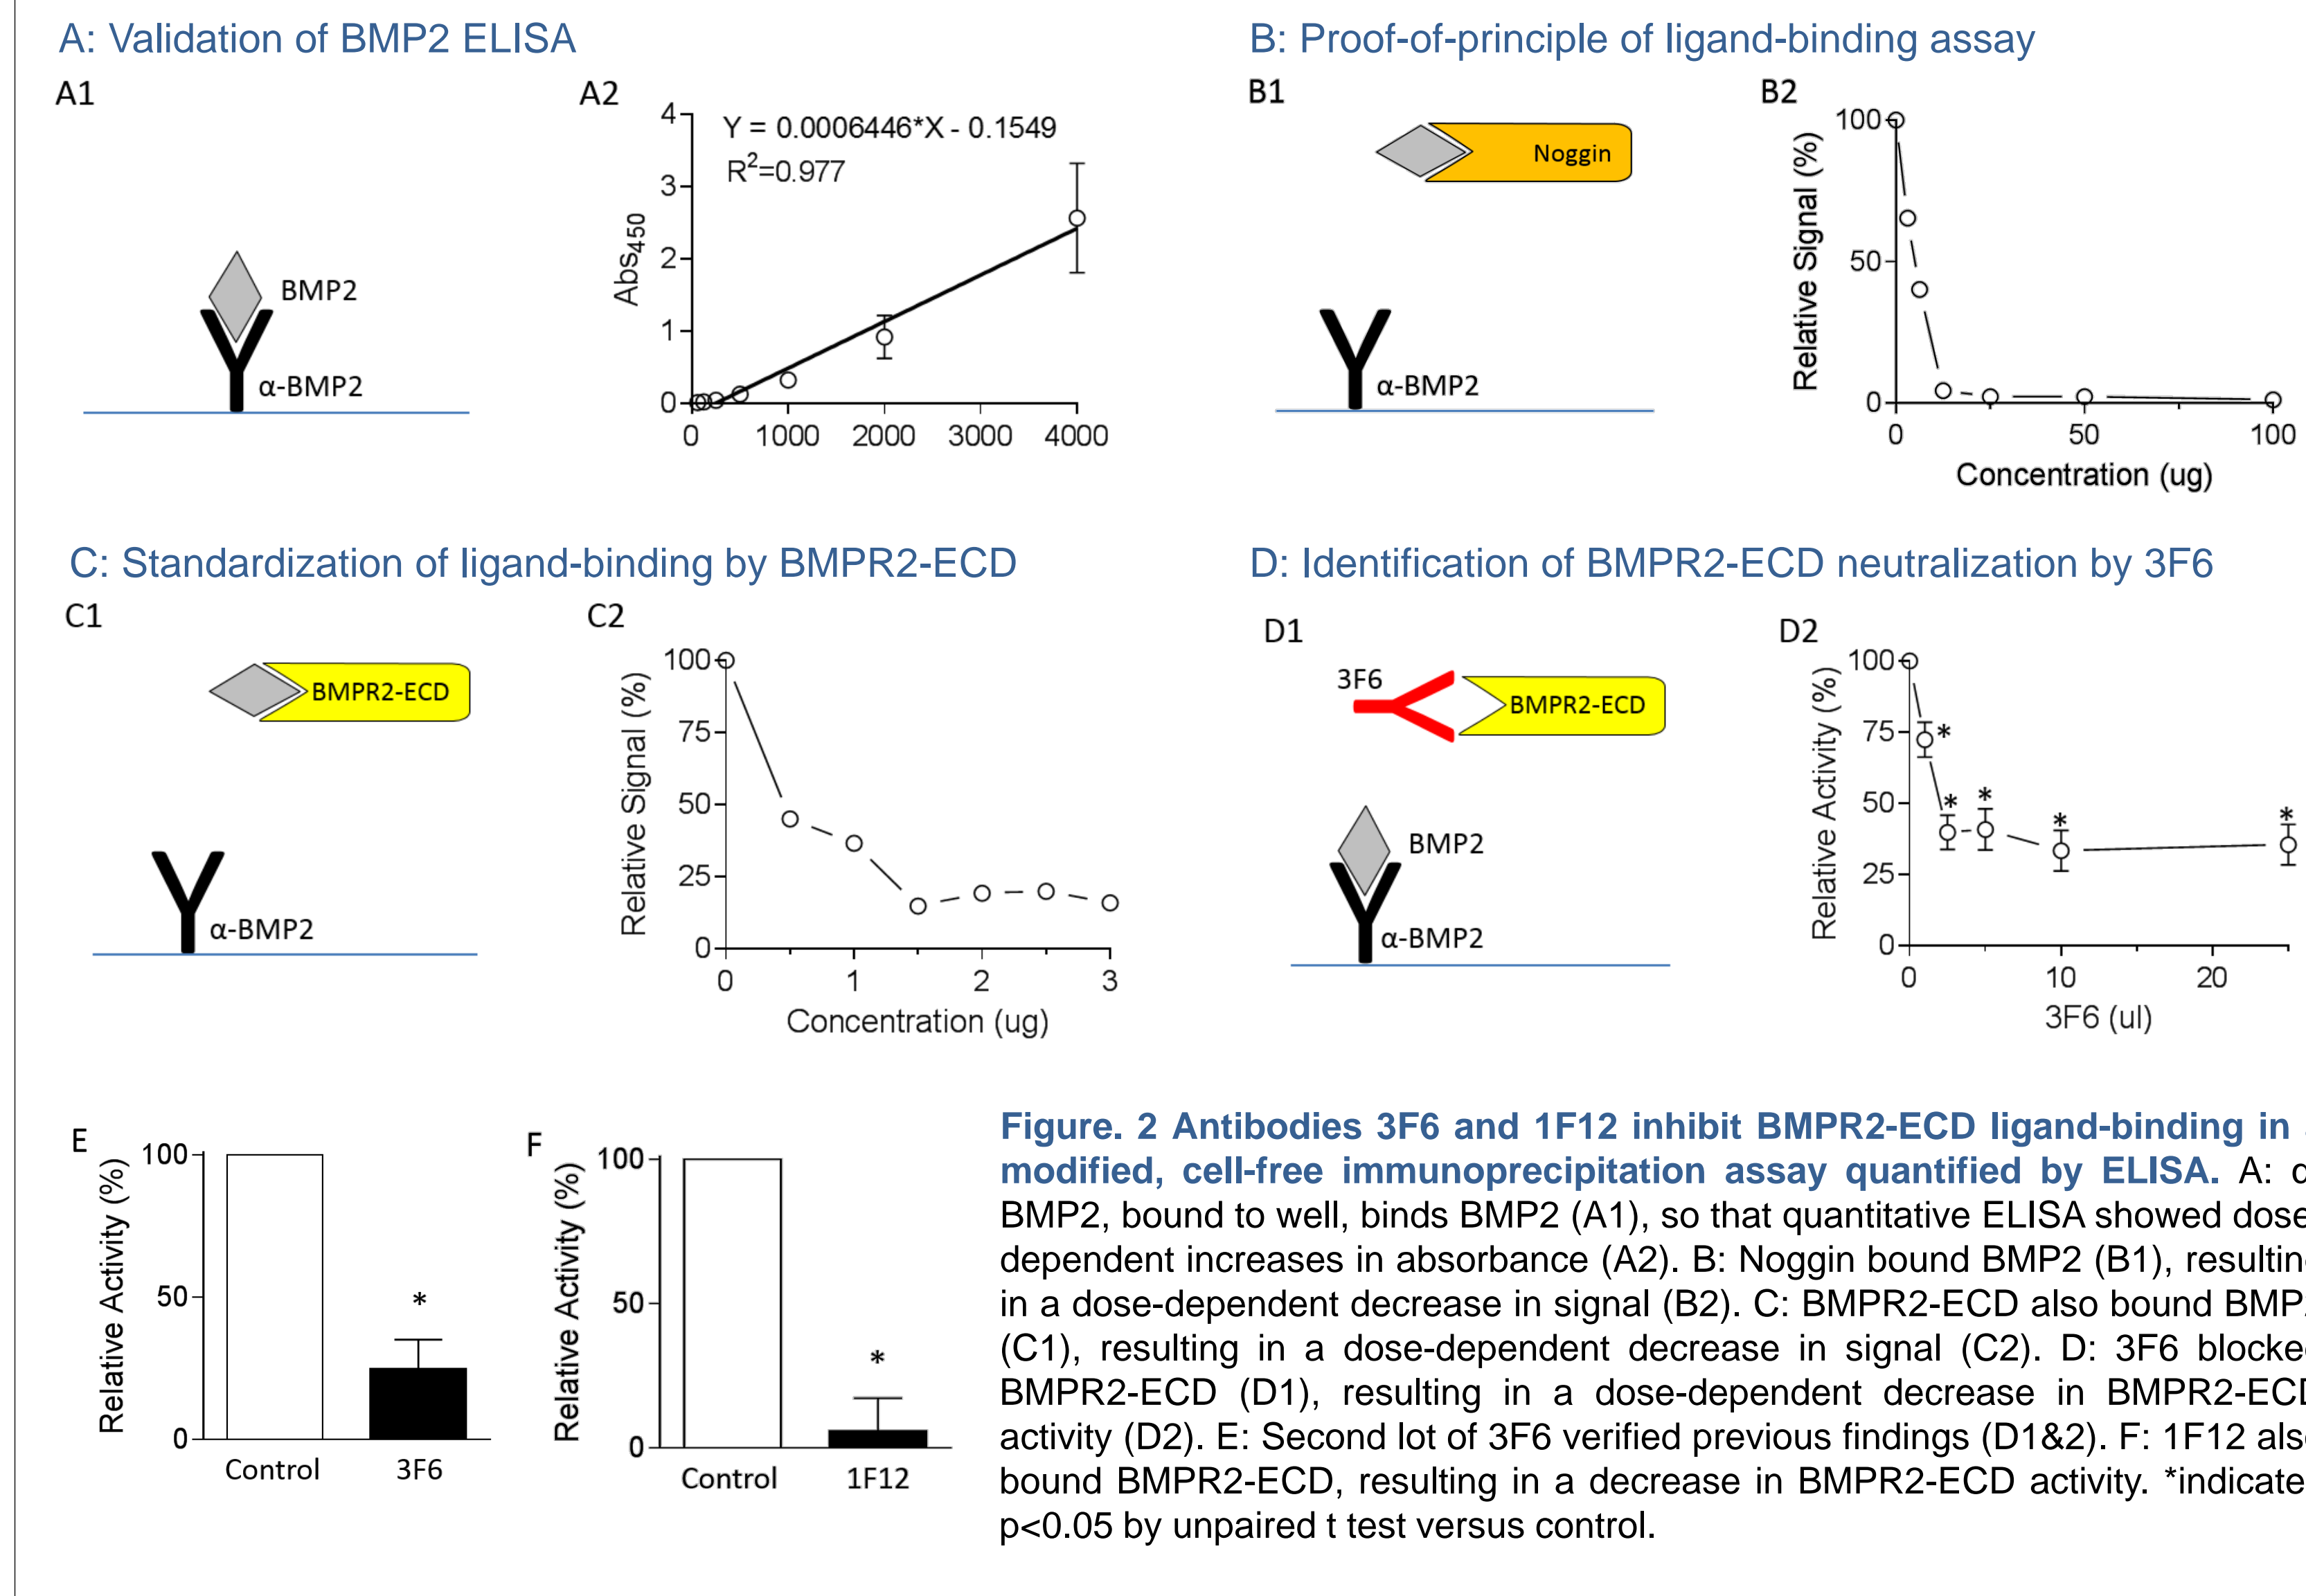 A: Validation of BMP2 ELISA
A1
BMP2
α-BMP2
A2
Y = 0.0006446*X - 0.1549
R²=0.977
Abs450
4
3
2
1
0
0 1000 2000 3000 4000
B: Proof-of-principle of ligand-binding assay
B1
Noggin
α-BMP2
B2
Relative Signal (%)
100
50
0
0 50 100
Concentration (ug)
C: Standardization of ligand-binding by BMPR2-ECD
C1
BMPR2-ECD
α-BMP2
C2
Relative Signal (%)
100
75
50
25
0
0 1 2 3
Concentration (ug)
D: Identification of BMPR2-ECD neutralization by 3F6
D1
3F6
BMPR2-ECD
BMP2
α-BMP2
D2
Relative Activity (%)
100
75
50
25
0
* * * * *
0 10 20
3F6 (ul)
E
Relative Activity (%)
100
50
0
*
Control 3F6
F
Relative Activity (%)
100
50
0
*
Control 1F12
Figure. 2 Antibodies 3F6 and 1F12 inhibit BMPR2-ECD ligand-binding in
modified, cell-free immunoprecipitation assay quantified by ELISA. A:
BMP2, bound to well, binds BMP2 (A1), so that quantitative ELISA showed dose
dependent increases in absorbance (A2). B: Noggin bound BMP2 (B1), resulting
in a dose-dependent decrease in signal (B2). C: BMPR2-ECD also bound BMP2
(C1), resulting in a dose-dependent decrease in signal (C2). D: 3F6 blocked
BMPR2-ECD (D1), resulting in a dose-dependent decrease in BMPR2-ECD
activity (D2). E: Second lot of 3F6 verified previous findings (D1&2). F: 1F12 also
bound BMPR2-ECD, resulting in a decrease in BMPR2-ECD activity. *indicates
p<0.05 by unpaired t test versus control.